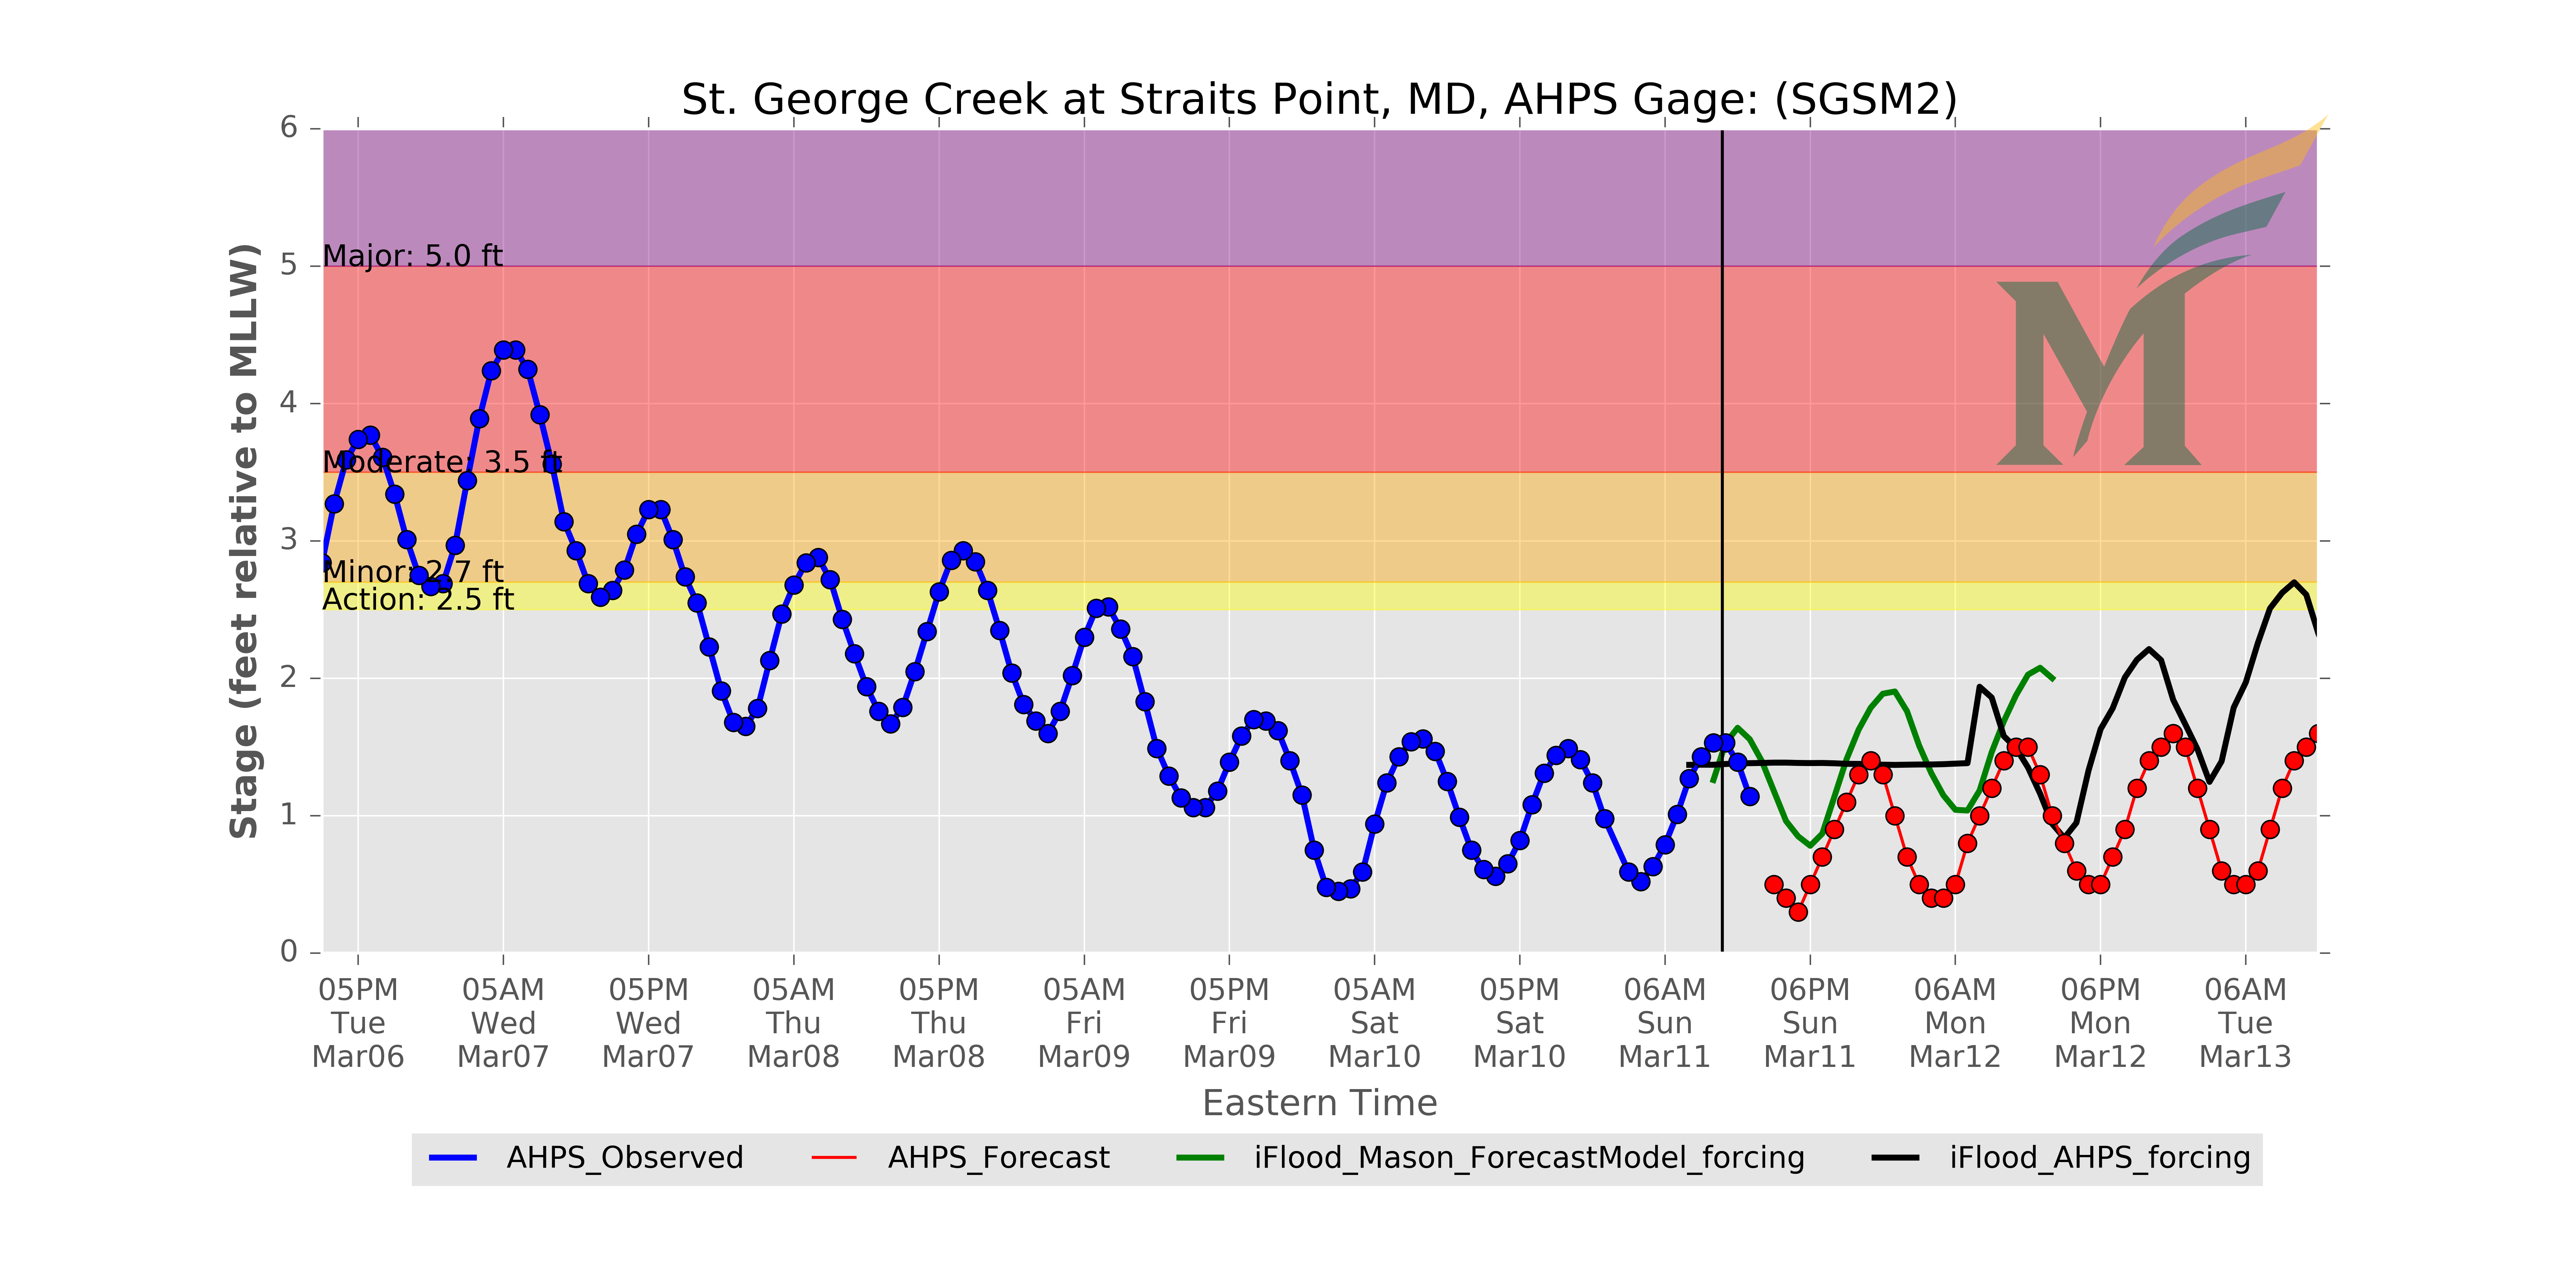 St. George Creek at Straits Point, MD, AHPS Gage: (SGSM2)
Stage (feet relative to MLLW)
6
5
4
3
2
1
0
Major: 5.0 ft
Moderate: 3.5 ft
Minor: 2.7 ft
Action: 2.5 ft
M
05PM 05AM 05PM 05AM 05PM 05AM 05PM 05AM 05PM 06AM 06PM 06AM 06PM 06AM
Tue Wed Wed Thu Thu Fri Fri Sat Sat Sun Sun Mon Mon Tue
Mar06 Mar07 Mar07 Mar08 Mar08 Mar09 Mar09 Mar10 Mar10 Mar11 Mar11 Mar12 Mar12 Mar13
Eastern Time
AHPS_Observed AHPS_Forecast iFlood_Mason_ForecastModel_forcing iFlood_AHPS_forcing